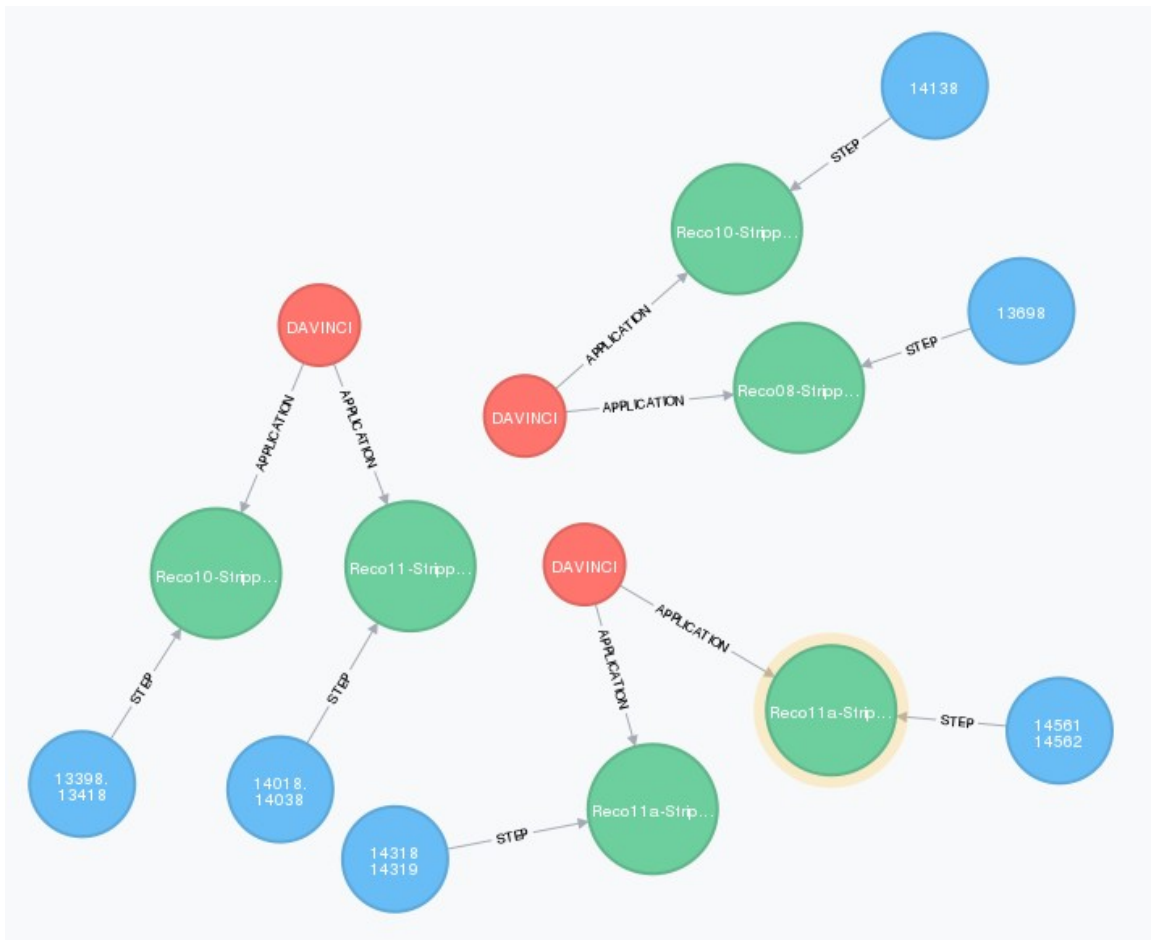 14138
STEP
Reco10-Stripp...
APPLICATION
13698
STEP
Reco08-Stripp...
APPLICATION
DAVINCI
DAVINCI
APPLICATION
APPLICATION
Reco10-Stripp...
Reco11-Stripp...
STEP
STEP
13398.
13418
14018.
14038
DAVINCI
APPLICATION
APPLICATION
Reco11a-Strip...
STEP
14561
14562
Reco11a-Strip...
STEP
14318
14319